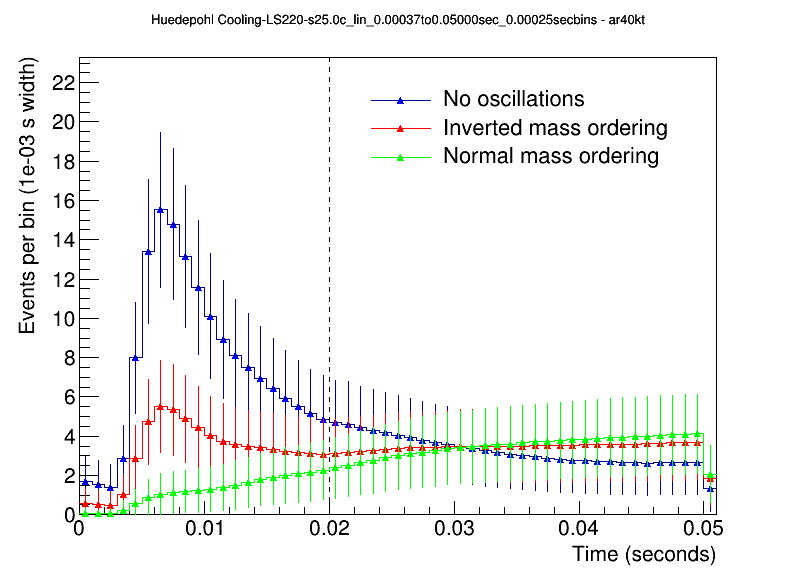 Huedepohl Cooling-LS220-s25.0c_lin_0.00037to0.05000sec_0.00025secbins - ar40kt
Events per bin (1e-03 s width)
22
20
18
16
14
12
10
8
6
4
2
0
No oscillations
Inverted mass ordering
Normal mass ordering
0 0.01 0.02 0.03 0.04 0.05
Time (seconds)